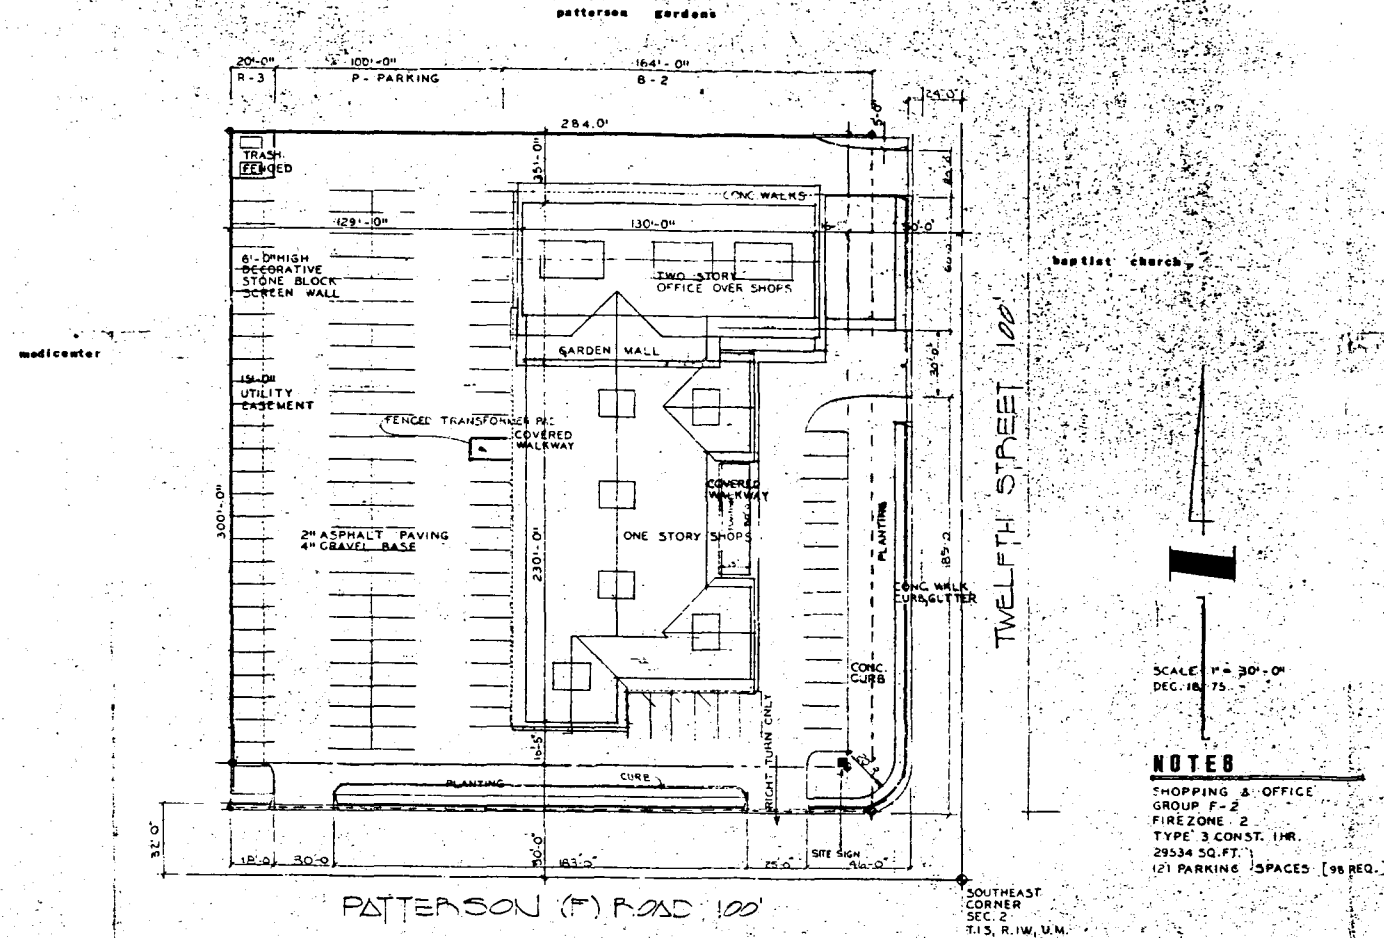 patterson gardens
20'-0" 100'-0" 164'-0"
R-3 P- PARKING B-2
24'-0"
5'-0"
284.0'
TRASH
FENCED
35'-0"
CONC. WALKS
129'-10" 130'-0"
6'-0" HIGH
DECORATIVE
STONE BLOCK
SCREEN WALL
TWO STORY
OFFICE OVER SHOPS
baptist church
medicenter
GARDEN MALL
30'-0"
15'-0"
UTILITY
EASEMENT
FENCED TRANSFORMER PAD
COVERED
WALKWAY
COVERED
WALKWAY
300'-0"
2" ASPHALT PAVING
4" GRAVEL BASE
230'-0"
ONE STORY SHOPS
PLANTING
185'-0
CONC. WALK
CURB, GUTTER
TWELFTH STREET 100'
CONC.
CURB
SCALE 1" = 30'-0"
DEC. 18, 75
16'-5"
RIGHT TURN ONLY
PLANTING CURB
NOTES
SHOPPING & OFFICE
GROUP F-2
FIREZONE 2
TYPE 3 CONST. 1HR.
29534 SQ.FT.
121 PARKING SPACES [98 REQ.]
32'-0"
18'-0 30'-0 50'-0" 183'-0" 25'-0" SITE SIGN 46'-0"
PATTERSON (F) ROAD 100'
SOUTHEAST
CORNER
SEC. 2
T.1S, R.1W, U.M.